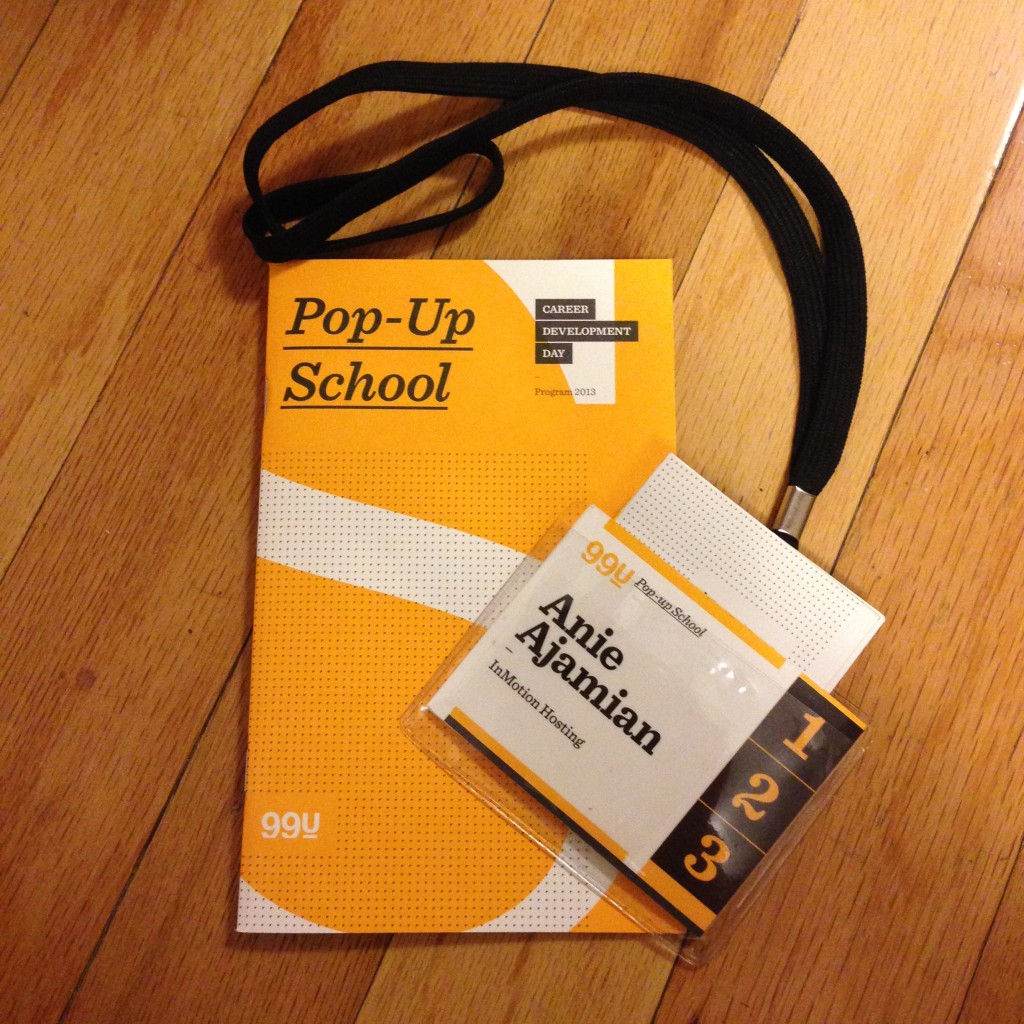 Pop-Up
School
CAREER
DEVELOPMENT
DAY
Program 2013
99U
99U Pop-up School
Anie
Ajamian
InMotion Hosting
1
2
3